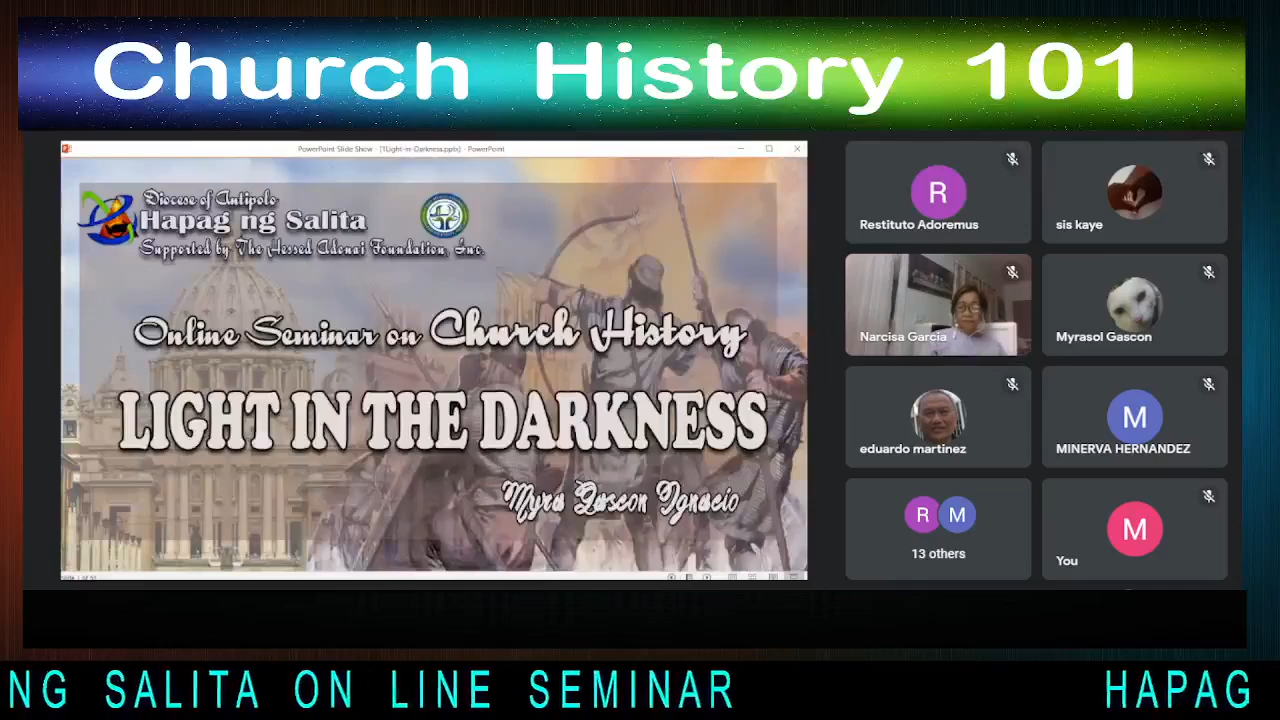 Church History 101
PowerPoint Slide Show - [1Light-in-Darkness.pptx] - PowerPoint
Diocese of Antipolo
Hapag ng Salita
Supported by The Hessed Adonai Foundation, Inc.
Online Seminar on Church History
LIGHT IN THE DARKNESS
Myra Gascon Ignacio
R
Restituto Adoremus
sis kaye
Narcisa Garcia
Myrasol Gascon
eduardo martinez
M
MINERVA HERNANDEZ
R M
13 others
M
You
NG SALITA ON LINE SEMINAR HAPAG